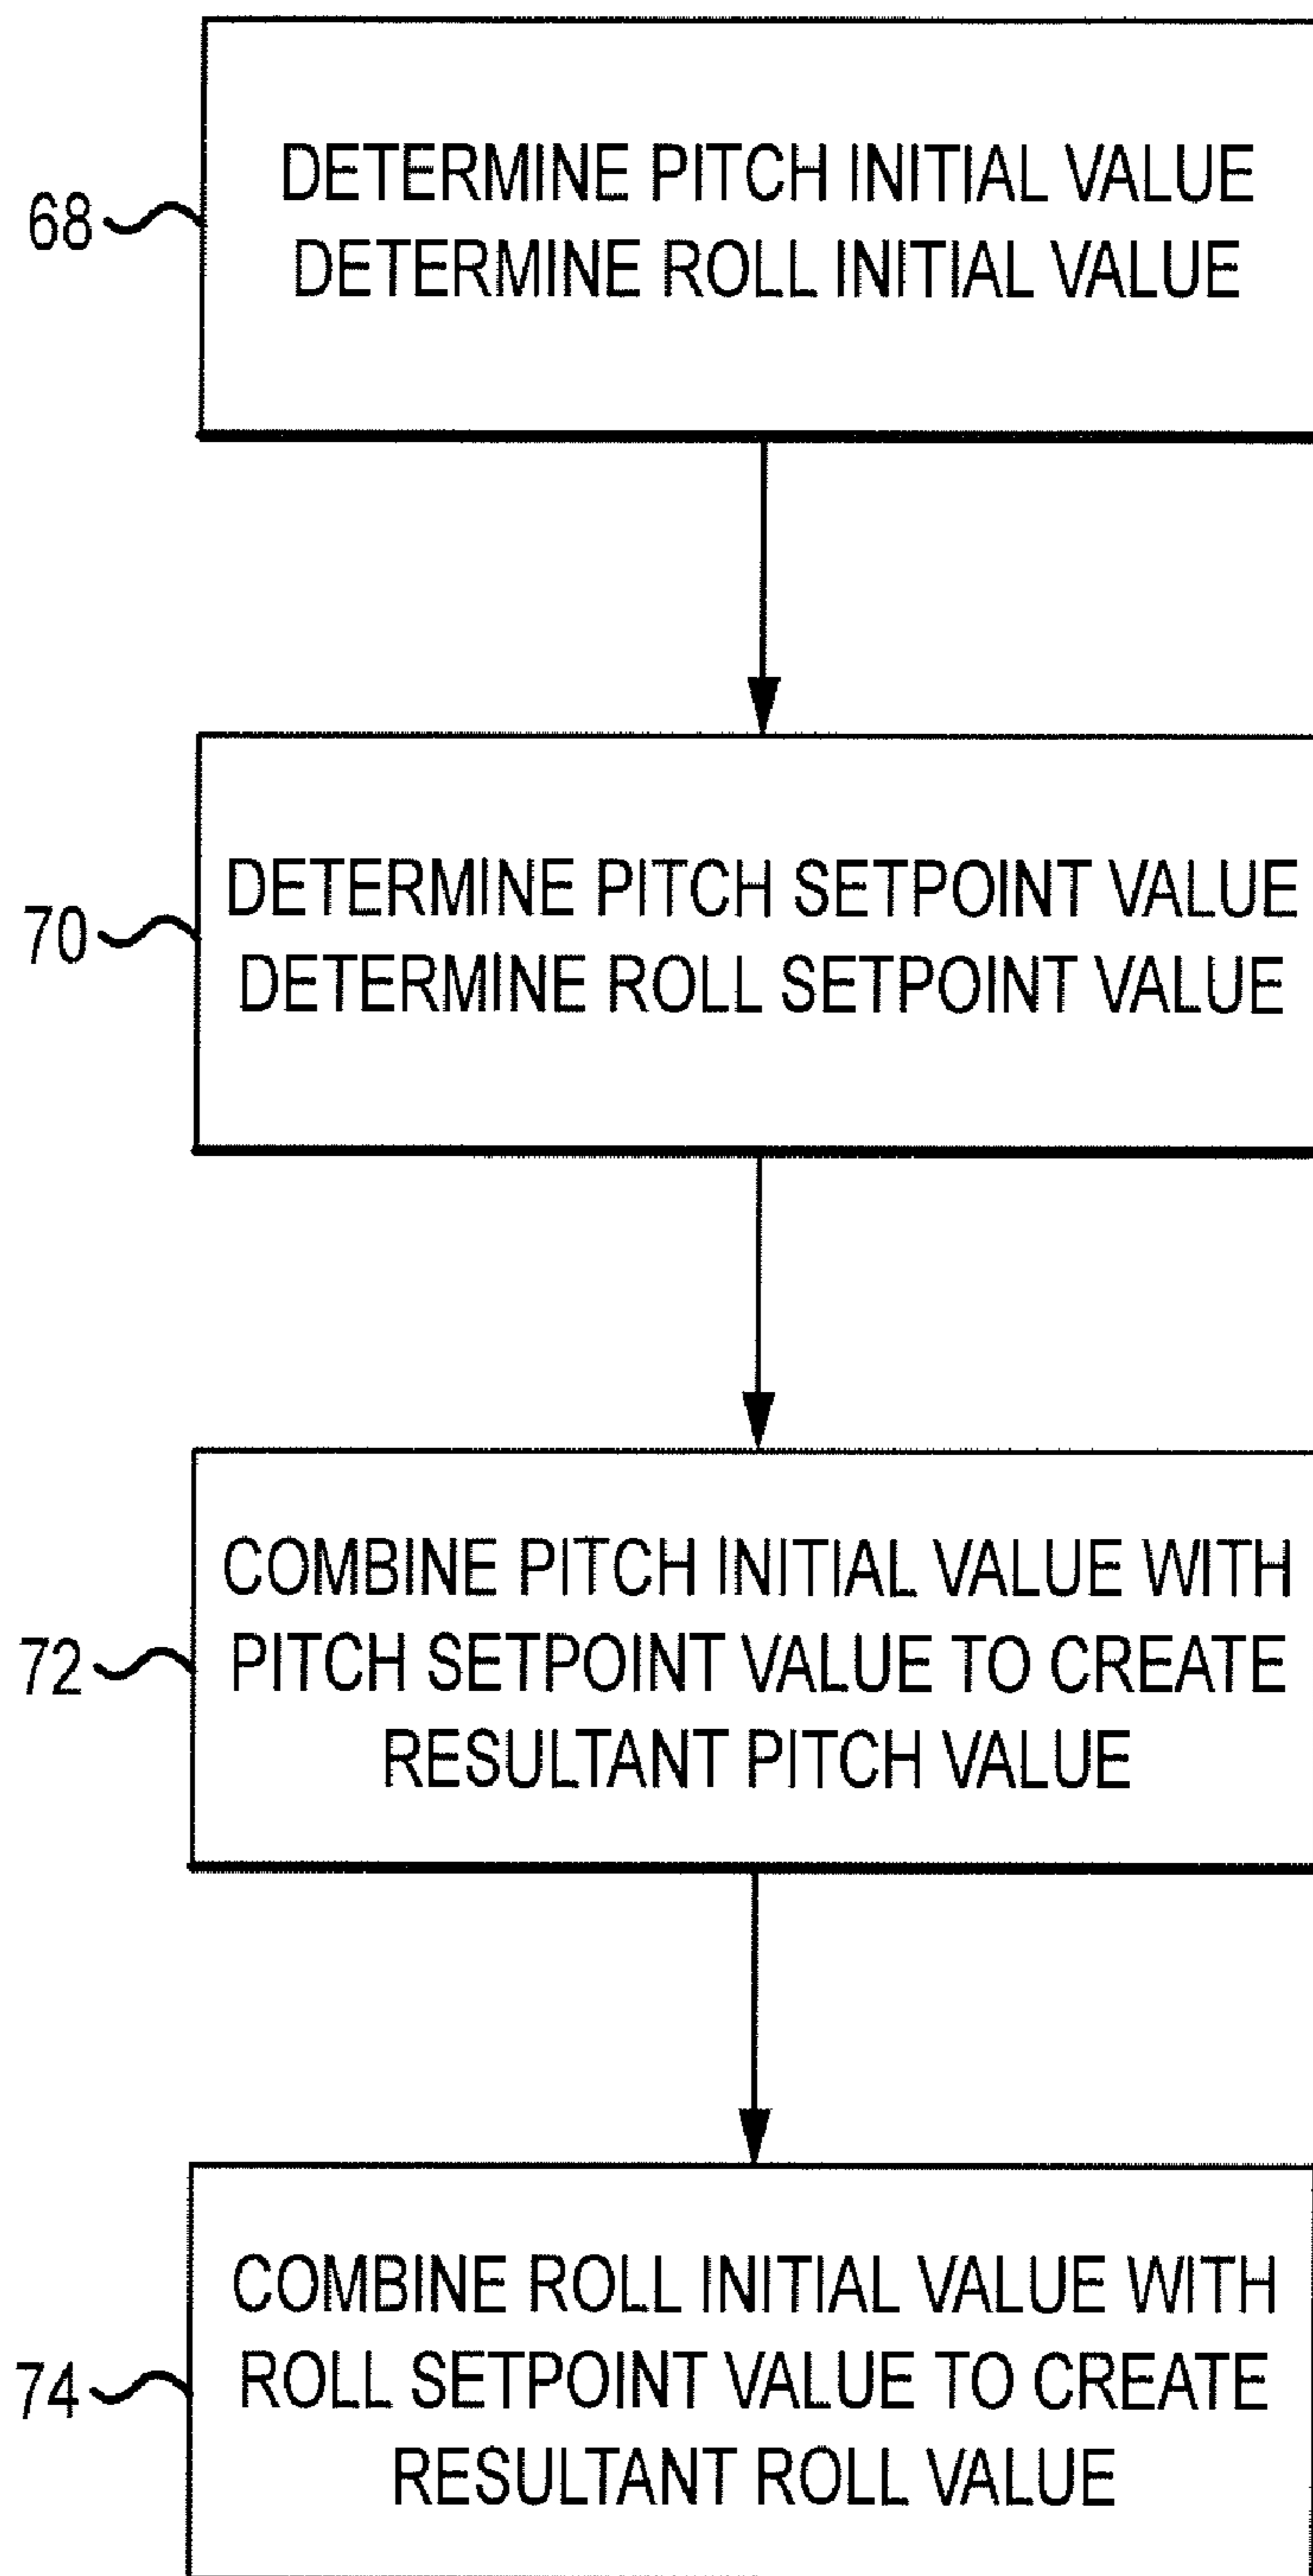 68
DETERMINE PITCH INITIAL VALUE
DETERMINE ROLL INITIAL VALUE
70
DETERMINE PITCH SETPOINT VALUE
DETERMINE ROLL SETPOINT VALUE
72
COMBINE PITCH INITIAL VALUE WITH
PITCH SETPOINT VALUE TO CREATE
RESULTANT PITCH VALUE
74
COMBINE ROLL INITIAL VALUE WITH
ROLL SETPOINT VALUE TO CREATE
RESULTANT ROLL VALUE